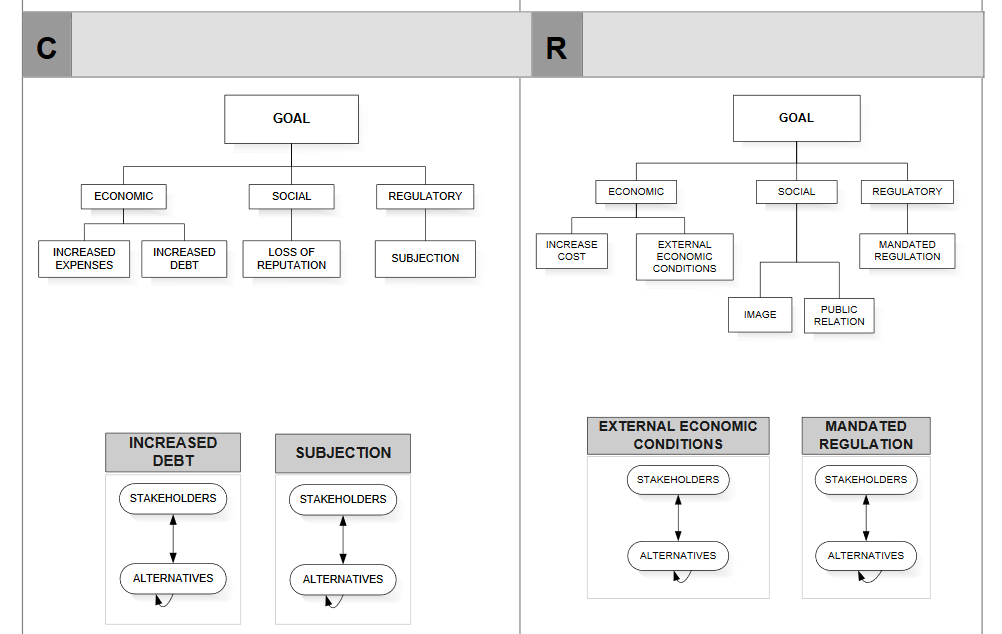 C
GOAL
ECONOMIC
SOCIAL
REGULATORY
INCREASED
EXPENSES
INCREASED
DEBT
LOSS OF
REPUTATION
SUBJECTION
INCREASED
DEBT
STAKEHOLDERS
ALTERNATIVES
SUBJECTION
STAKEHOLDERS
ALTERNATIVES
R
GOAL
ECONOMIC
SOCIAL
REGULATORY
INCREASE
COST
EXTERNAL
ECONOMIC
CONDITIONS
MANDATED
REGULATION
IMAGE
PUBLIC
RELATION
EXTERNAL ECONOMIC
CONDITIONS
STAKEHOLDERS
ALTERNATIVES
MANDATED
REGULATION
STAKEHOLDERS
ALTERNATIVES